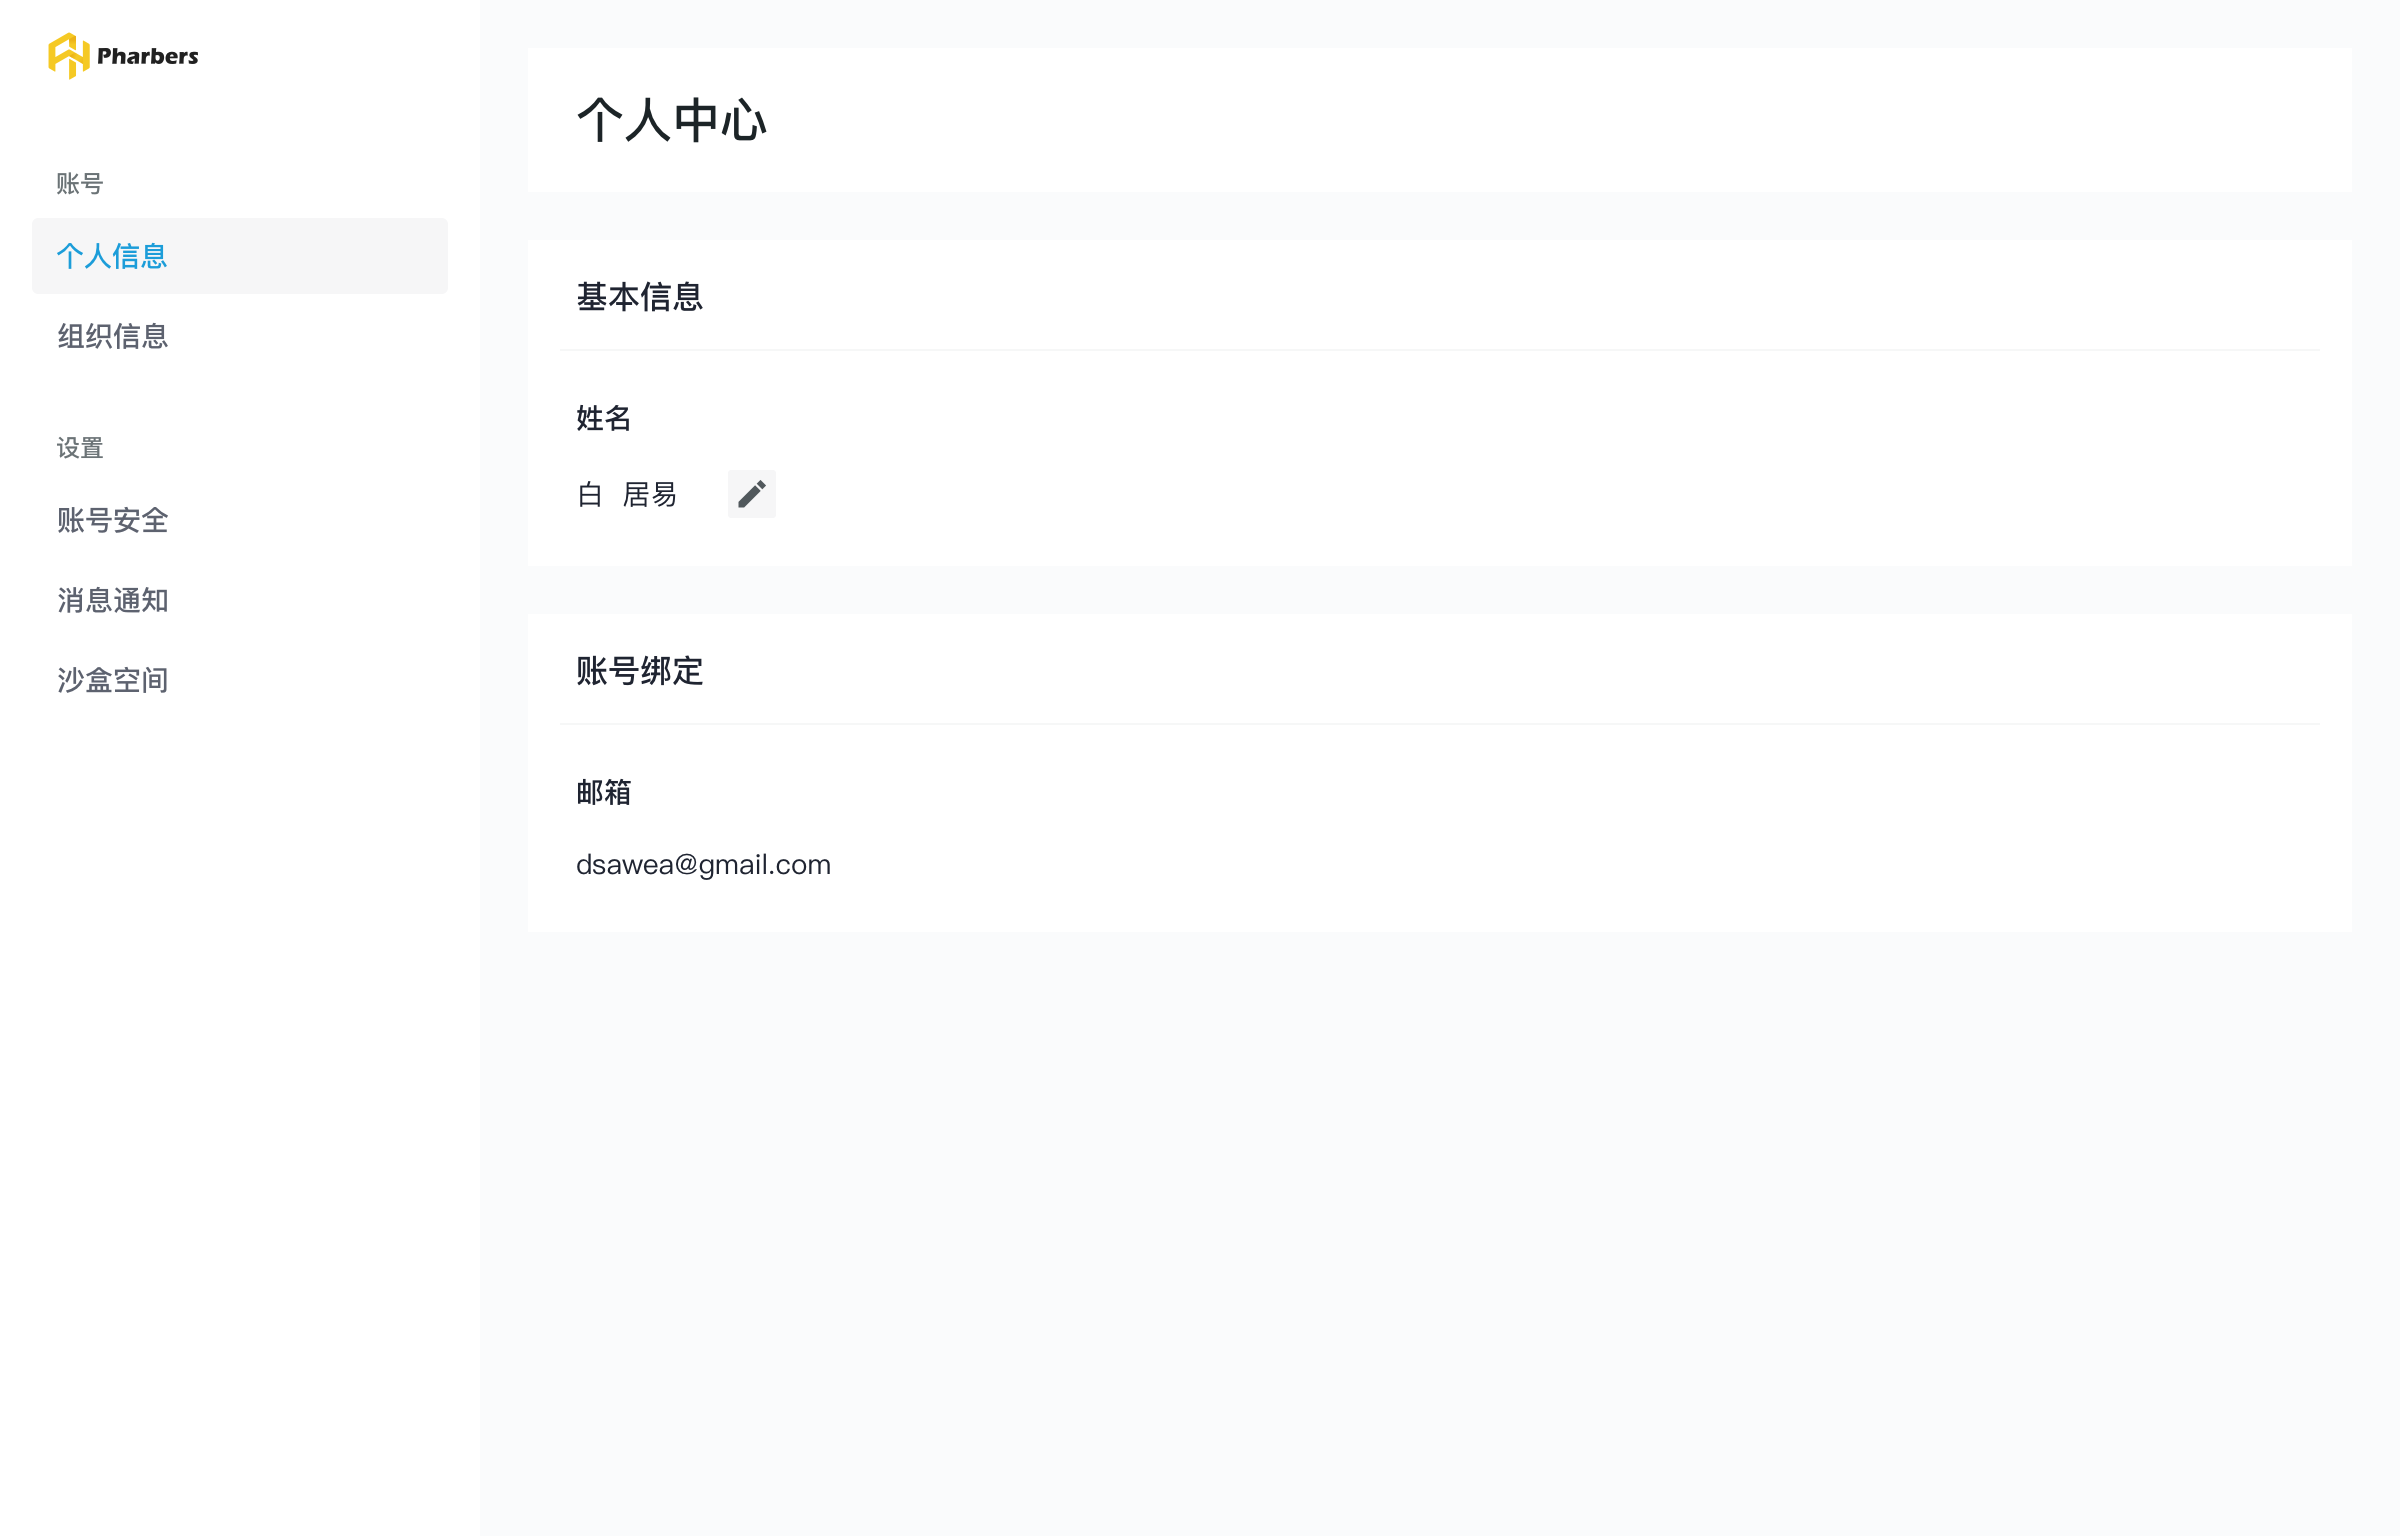 Pharbers
账号
个人信息
组织信息
设置
账号安全
消息通知
沙盒空间
个人中心
基本信息
姓名
白 居易
账号绑定
邮箱
dsawea@gmail.com